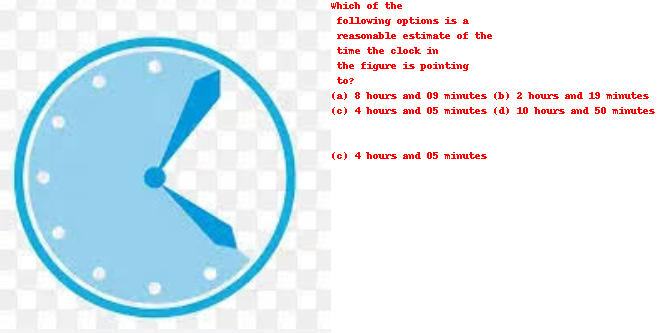 Which of the
following options is a
reasonable estimate of the
time the clock in
the figure is pointing
to?
(a) 8 hours and 09 minutes (b) 2 hours and 19 minutes
(c) 4 hours and 05 minutes (d) 10 hours and 50 minutes
(c) 4 hours and 05 minutes